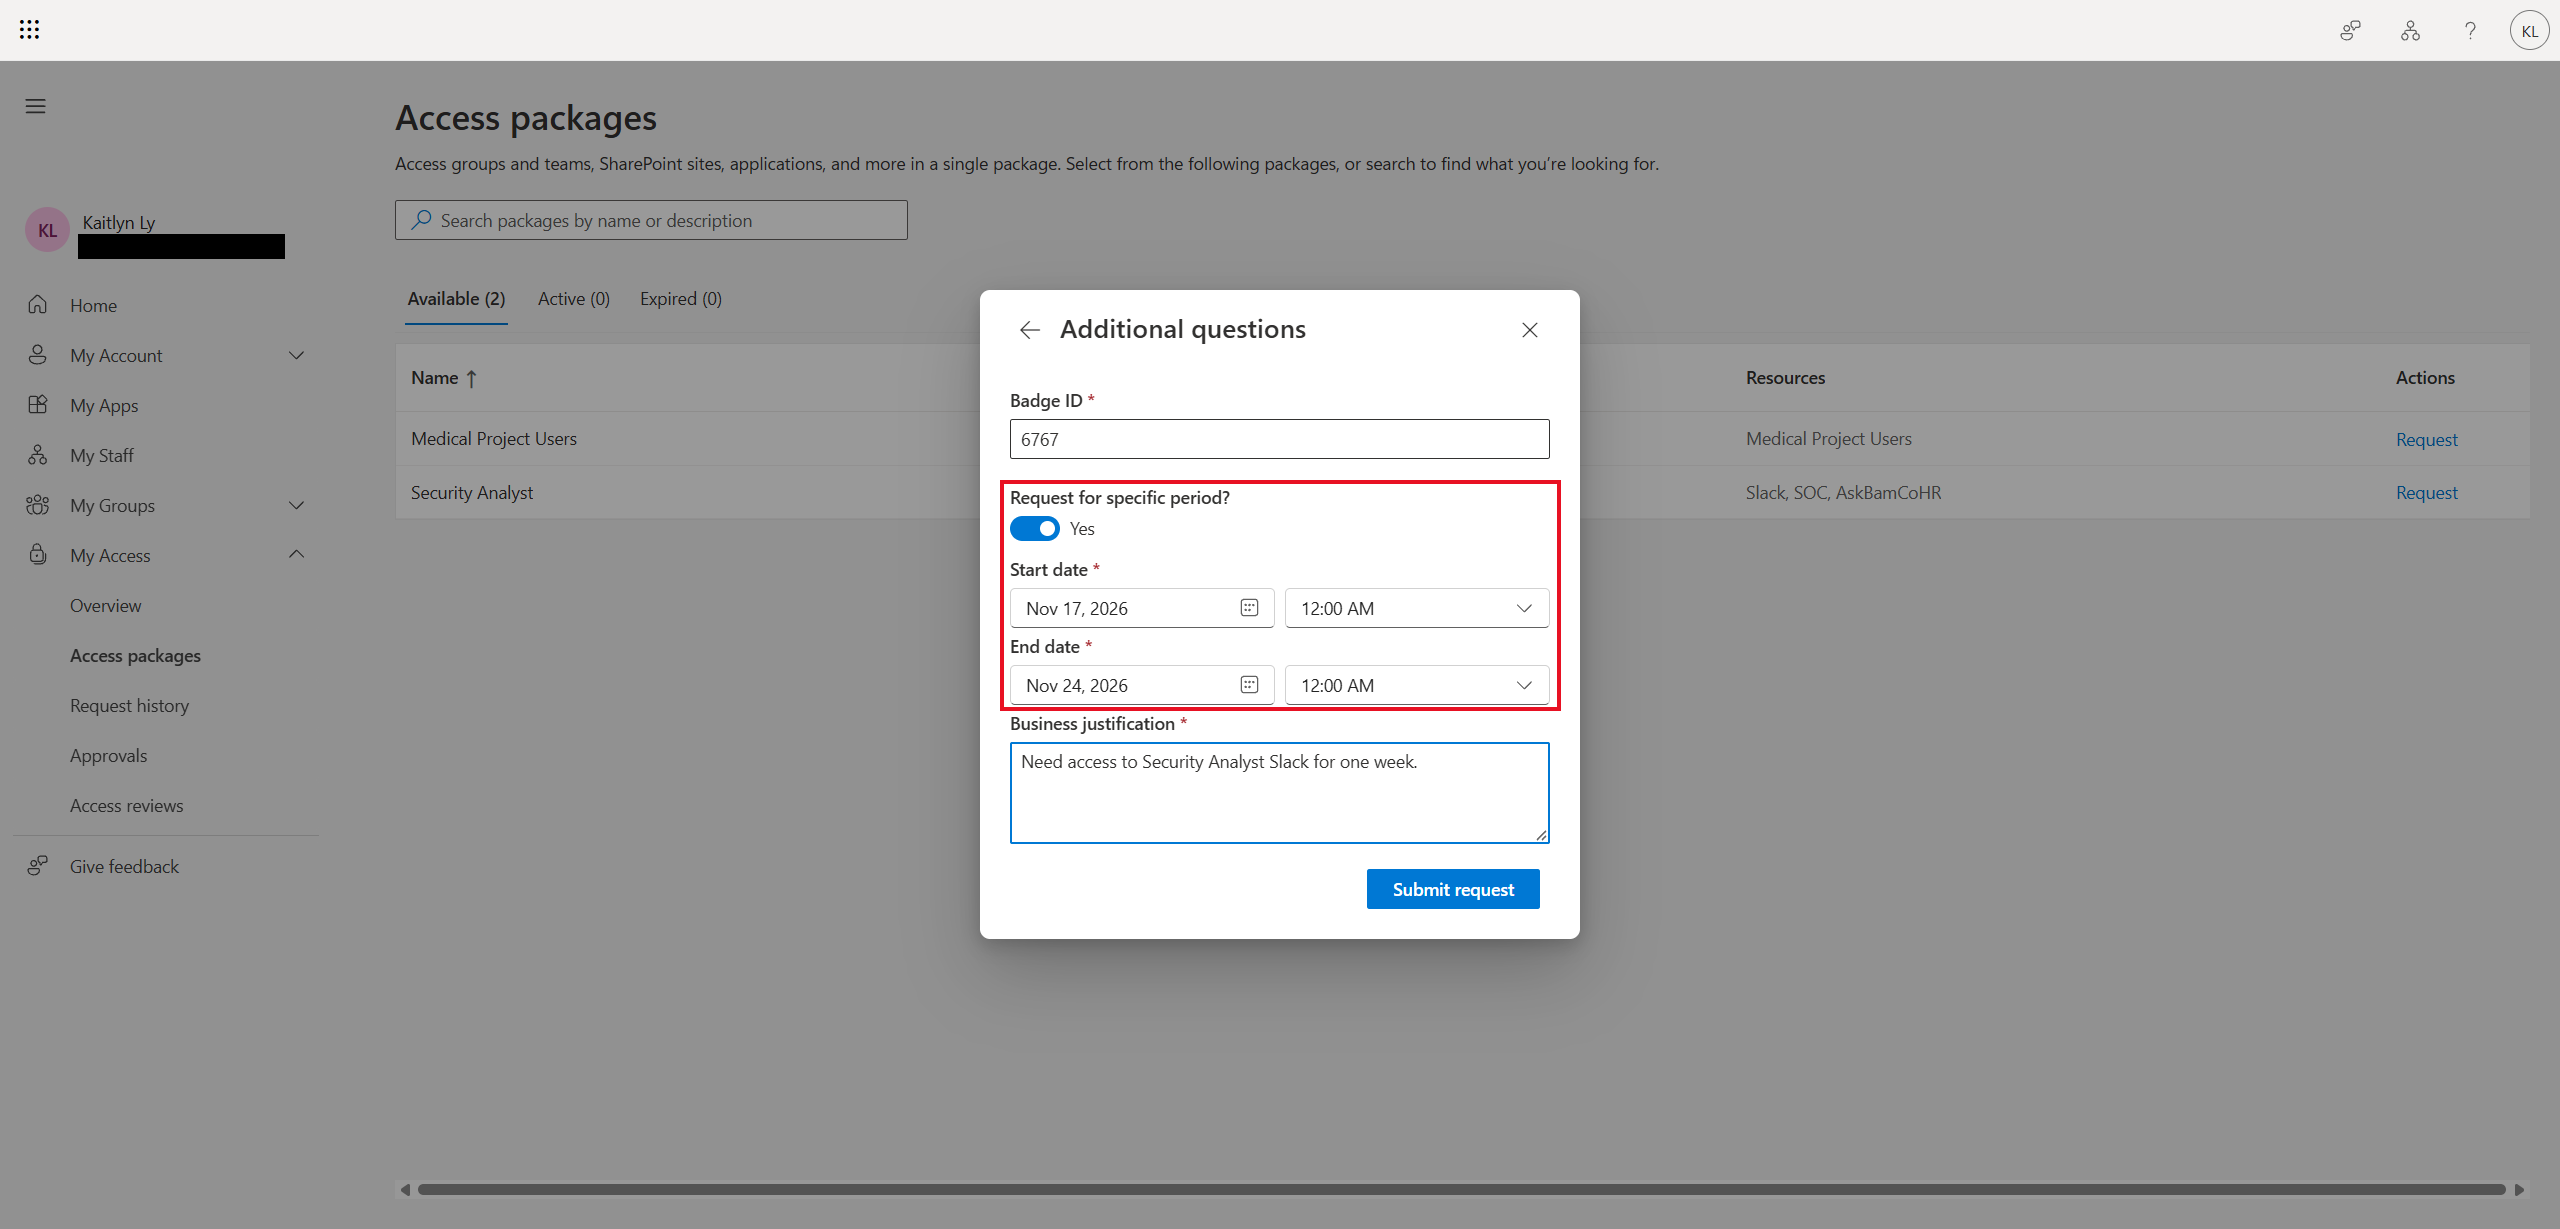 KL
Access packages
Access groups and teams, SharePoint sites, applications, and more in a single package. Select from the following packages, or search to find what you're looking for.
KL
Kaitlyn Ly
Search packages by name or description
Home
My Account
My Apps
My Staff
My Groups
My Access
Overview
Access packages
Request history
Approvals
Access reviews
Give feedback
Available (2) Active (0) Expired (0)
Name ↑ Resources Actions
Medical Project Users Medical Project Users Request
Security Analyst Slack, SOC, AskBamCoHR Request
Additional questions
Badge ID *
6767
Request for specific period?
Yes
Start date *
Nov 17, 2026 12:00 AM
End date *
Nov 24, 2026 12:00 AM
Business justification *
Need access to Security Analyst Slack for one week.
Submit request